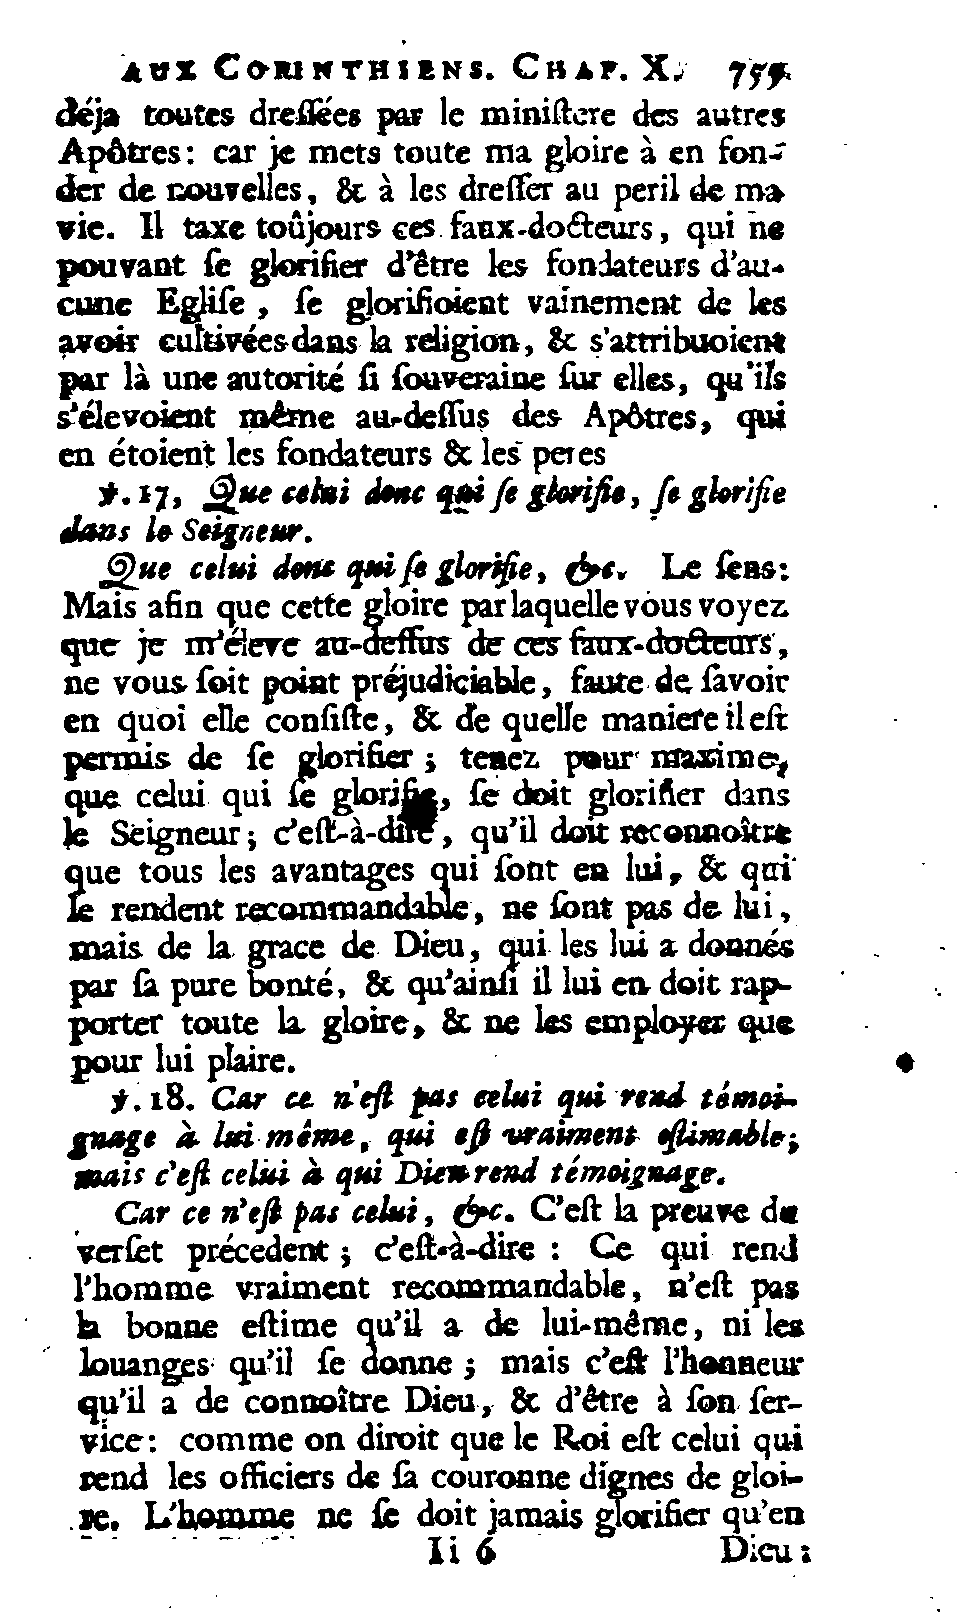 AUX CORINTHIENS. CHAP. X. 759
déja toutes dreſſées par le miniſtere des autres
Apôtres: car je mets toute ma gloire à en fon-
der de nouvelles, & à les dreſſer au peril de ma
vie. Il taxe toûjours ces faux-docteurs, qui ne
pouvant ſe glorifier d'être les fondateurs d'au-
cune Egliſe, ſe glorifioient vainement de les
avoir cultivées dans la religion, & s'attribuoient
par là une autorité ſi ſouveraine ſur elles, qu'ils
s'élevoient même au-deſſus des Apôtres, qui
en étoient les fondateurs & les peres
℣. 17, Que celui donc qui ſe glorifie, ſe glorifie
dans le Seigneur.
Que celui donc qui ſe glorifie, &c. Le ſens:
Mais afin que cette gloire par laquelle vous voyez
que je m'éleve au-deſſus de ces faux-docteurs,
ne vous ſoit point préjudiciable, faute de ſavoir
en quoi elle conſiſte, & de quelle maniere il eſt
permis de ſe glorifier; tenez pour maxime,
que celui qui ſe glorifie, ſe doit glorifier dans
le Seigneur; c'eſt-à-dire, qu'il doit reconnoître
que tous les avantages qui ſont en lui, & qui
le rendent recommandable, ne ſont pas de lui,
mais de la grace de Dieu, qui les lui a donnés
par ſa pure bonté, & qu'ainſi il lui en doit rap-
porter toute la gloire, & ne les employer que
pour lui plaire.
℣. 18. Car ce n'eſt pas celui qui rend témoi-
gnage à lui même, qui eſt vraiment eſtimable;
mais c'eſt celui à qui Dieu rend témoignage.
Car ce n'eſt pas celui, &c. C'eſt la preuve du
verſet précedent; c'eſt-à-dire: Ce qui rend
l'homme vraiment recommandable, n'eſt pas
la bonne eſtime qu'il a de lui-même, ni les
louanges qu'il ſe donne; mais c'eſt l'honneur
qu'il a de connoître Dieu, & d'être à ſon ſer-
vice: comme on diroit que le Roi eſt celui qui
rend les officiers de ſa couronne dignes de gloi-
re. L'homme ne ſe doit jamais glorifier qu'en
Ii 6 Dieu: